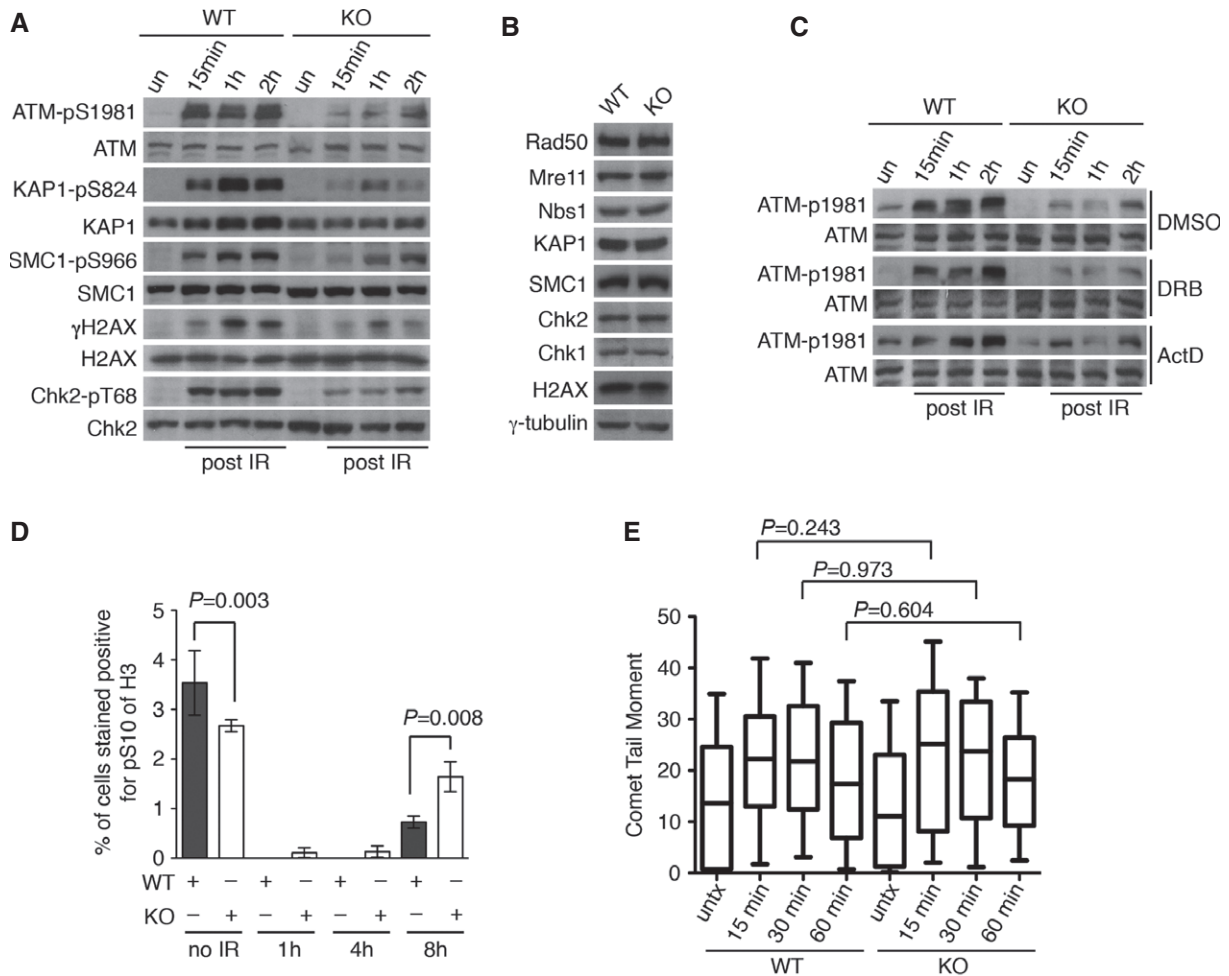 A
WT KO
un 15min 1h 2h un 15min 1h 2h
ATM-pS1981
ATM
KAP1-pS824
KAP1
SMC1-pS966
SMC1
γH2AX
H2AX
Chk2-pT68
Chk2
post IR post IR
B
WT KO
Rad50
Mre11
Nbs1
KAP1
SMC1
Chk2
Chk1
H2AX
γ-tubulin
C
WT KO
un 15min 1h 2h un 15min 1h 2h
ATM-p1981
ATM
DMSO
ATM-p1981
ATM
DRB
ATM-p1981
ATM
ActD
post IR post IR
D
% of cells stained positive
for pS10 of H3
5
4
3
2
1
0
P=0.003
P=0.008
WT + − + − + − + −
KO − + − + − + − +
no IR 1h 4h 8h
E
P=0.243
P=0.973
P=0.604
Comet Tail Moment
50
40
30
20
10
0
untx 15 min 30 min 60 min untx 15 min 30 min 60 min
WT KO